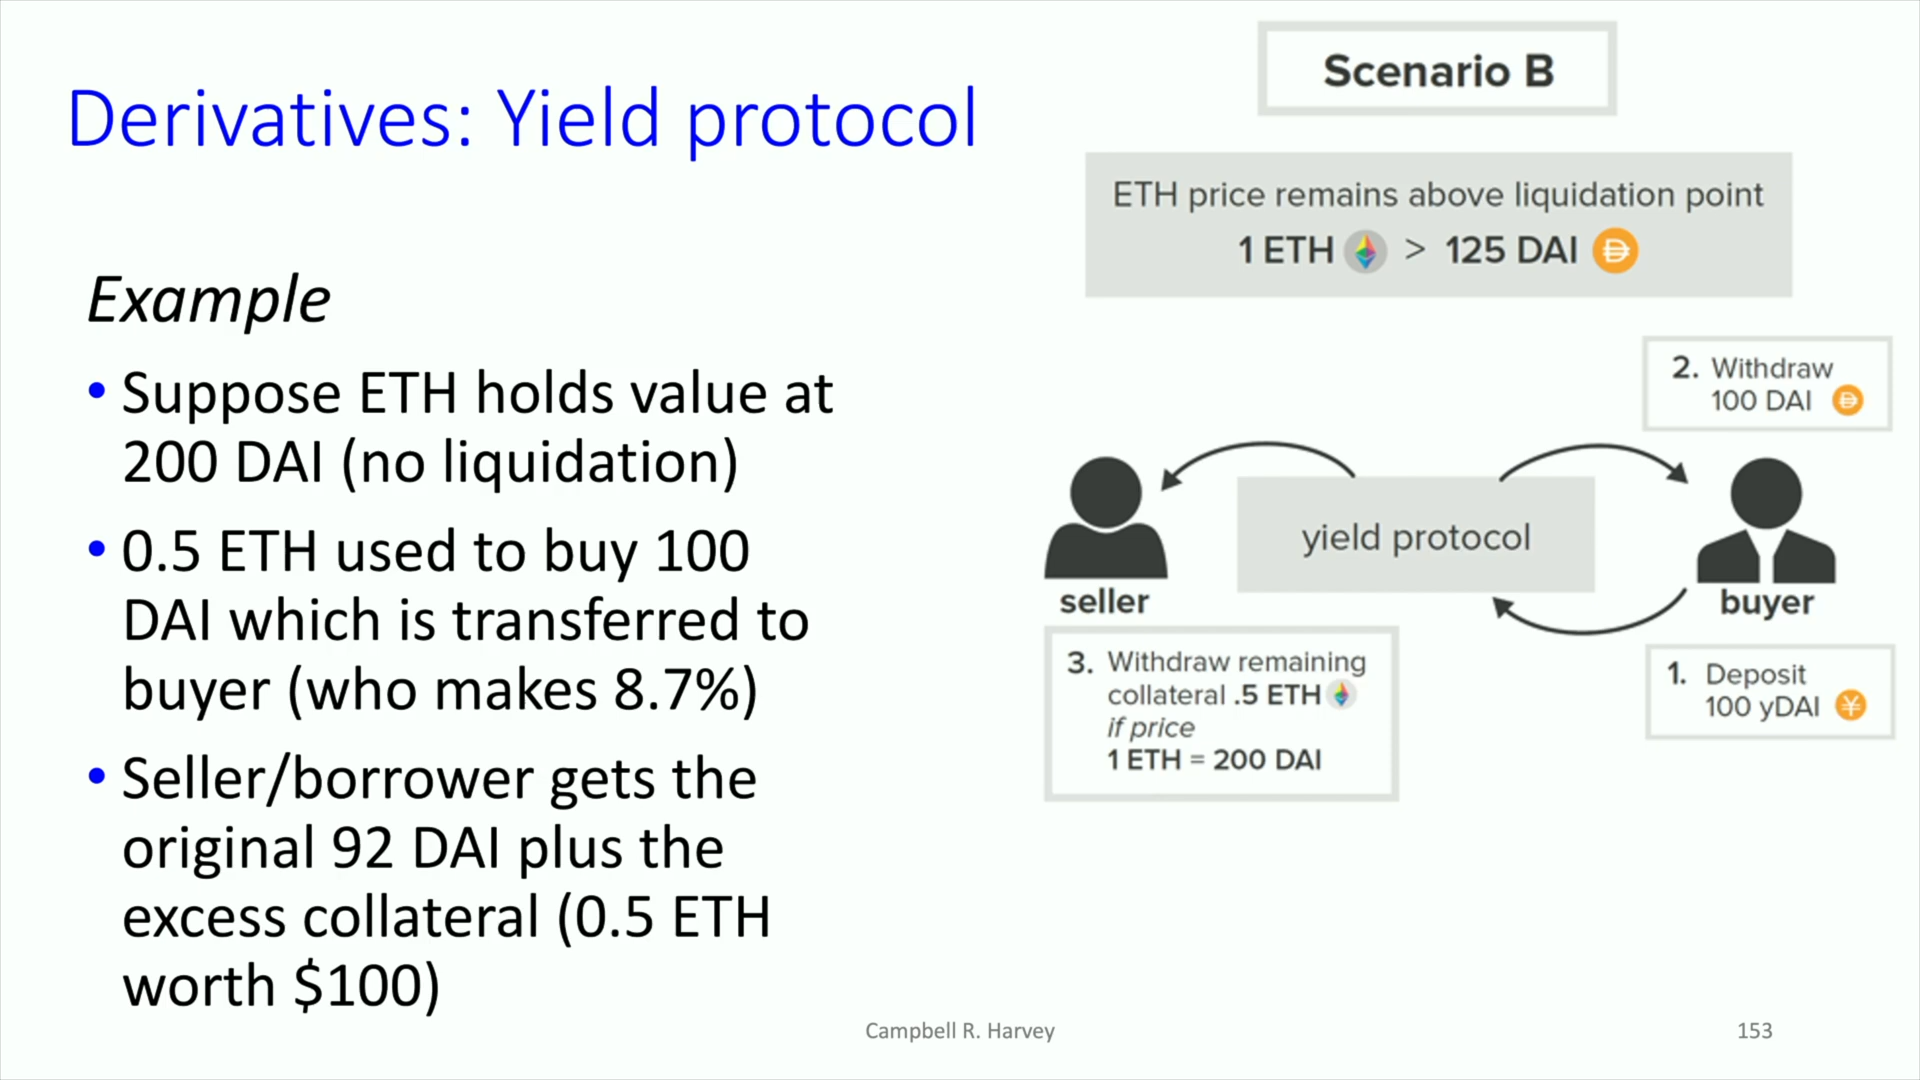 Derivatives: Yield protocol
Example
• Suppose ETH holds value at
200 DAI (no liquidation)
• 0.5 ETH used to buy 100
DAI which is transferred to
buyer (who makes 8.7%)
• Seller/borrower gets the
original 92 DAI plus the
excess collateral (0.5 ETH
worth $100)
Scenario B
ETH price remains above liquidation point
1 ETH > 125 DAI
2. Withdraw
100 DAI
yield protocol
seller
buyer
3. Withdraw remaining
collateral .5 ETH
if price
1 ETH = 200 DAI
1. Deposit
100 yDAI
Campbell R. Harvey
153